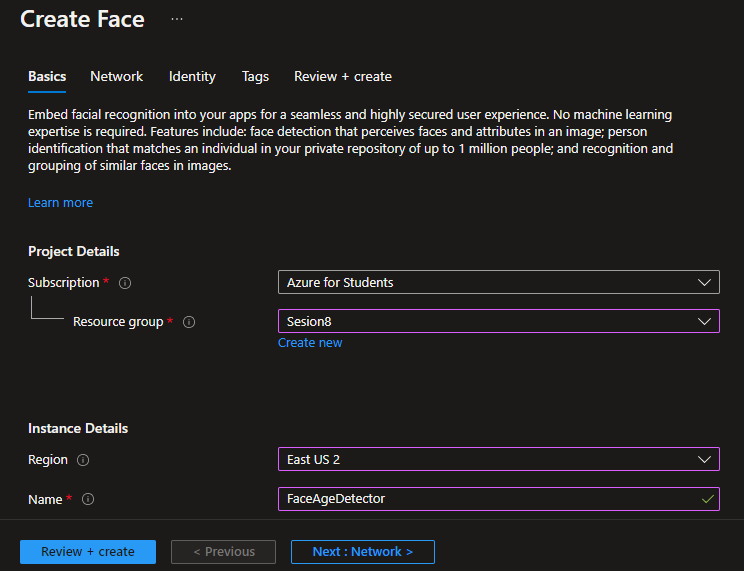 Create Face ...
Basics Network Identity Tags Review + create
Embed facial recognition into your apps for a seamless and highly secured user experience. No machine learning
expertise is required. Features include: face detection that perceives faces and attributes in an image; person
identification that matches an individual in your private repository of up to 1 million people; and recognition and
grouping of similar faces in images.
Learn more
Project Details
Subscription * Azure for Students
Resource group * Sesion8
Create new
Instance Details
Region East US 2
Name * FaceAgeDetector
Review + create < Previous Next : Network >